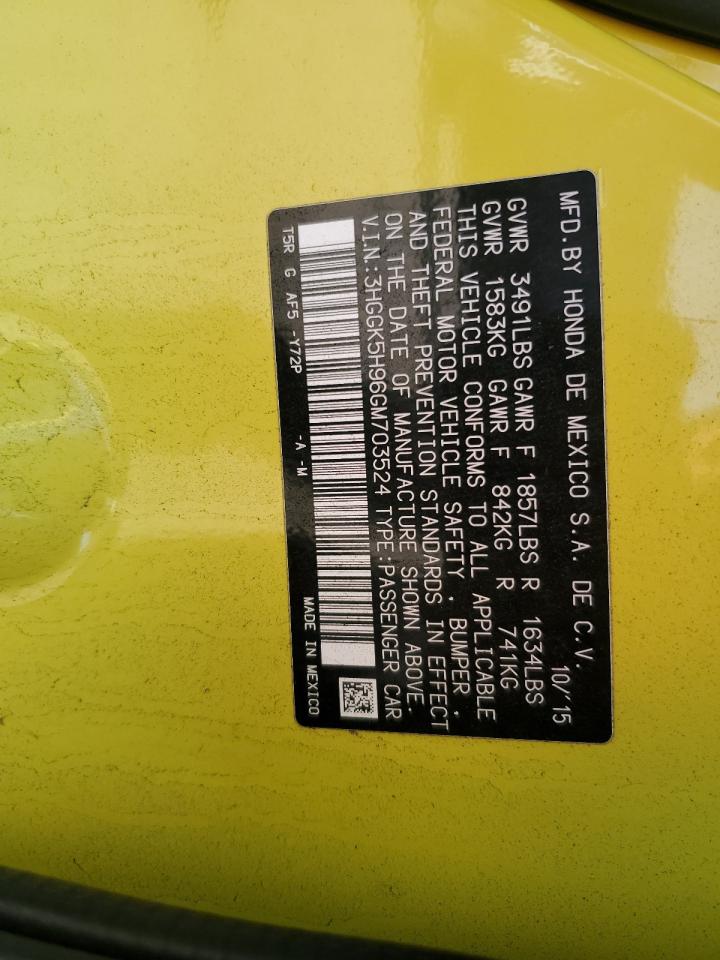 MFD.BY HONDA DE MEXICO S.A. DE C.V.
10/'15
GVWR 3491LBS GAWR F 1857LBS R 1634LBS
GVWR 1583KG GAWR F 842KG R 741KG
THIS VEHICLE CONFORMS TO ALL APPLICABLE
FEDERAL MOTOR VEHICLE SAFETY, BUMPER,
AND THEFT PREVENTION STANDARDS IN EFFECT
ON THE DATE OF MANUFACTURE SHOWN ABOVE.
V.I.N.:3HGGK5H96GM703524 TYPE:PASSENGER CAR
T5R G AF5 -Y72P -A -M MADE IN MEXICO